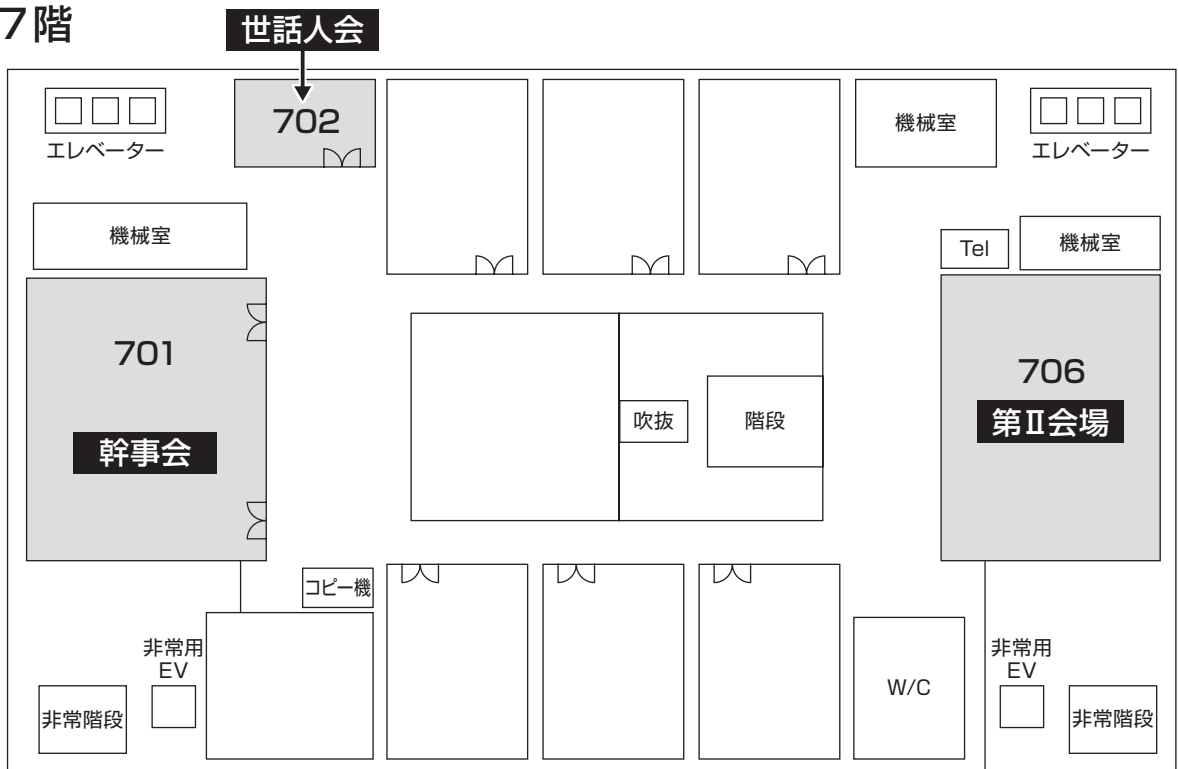 7階
世話人会
702
機械室
エレベーター
エレベーター
機械室
Tel
機械室
701
幹事会
706
第Ⅱ会場
吹抜
階段
コピー機
非常用
EV
非常階段
W/C
非常用
EV
非常階段